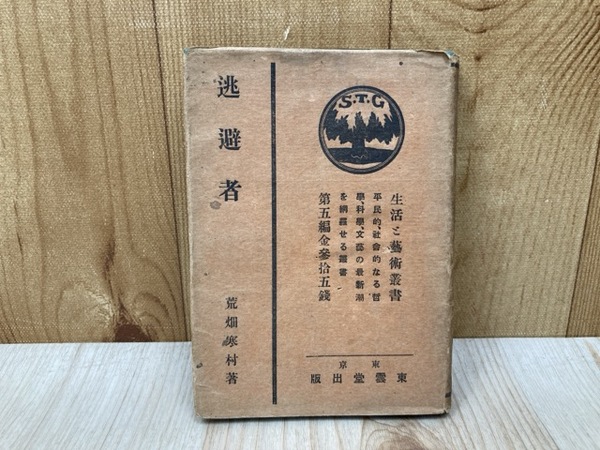 S.T.G
生活と藝術叢書
平民的、社會的なる哲
學、科學、文藝の最新潮
を網羅せる叢書
第五編金參拾五錢
東京
東雲堂出版
逃避者
荒畑寒村著